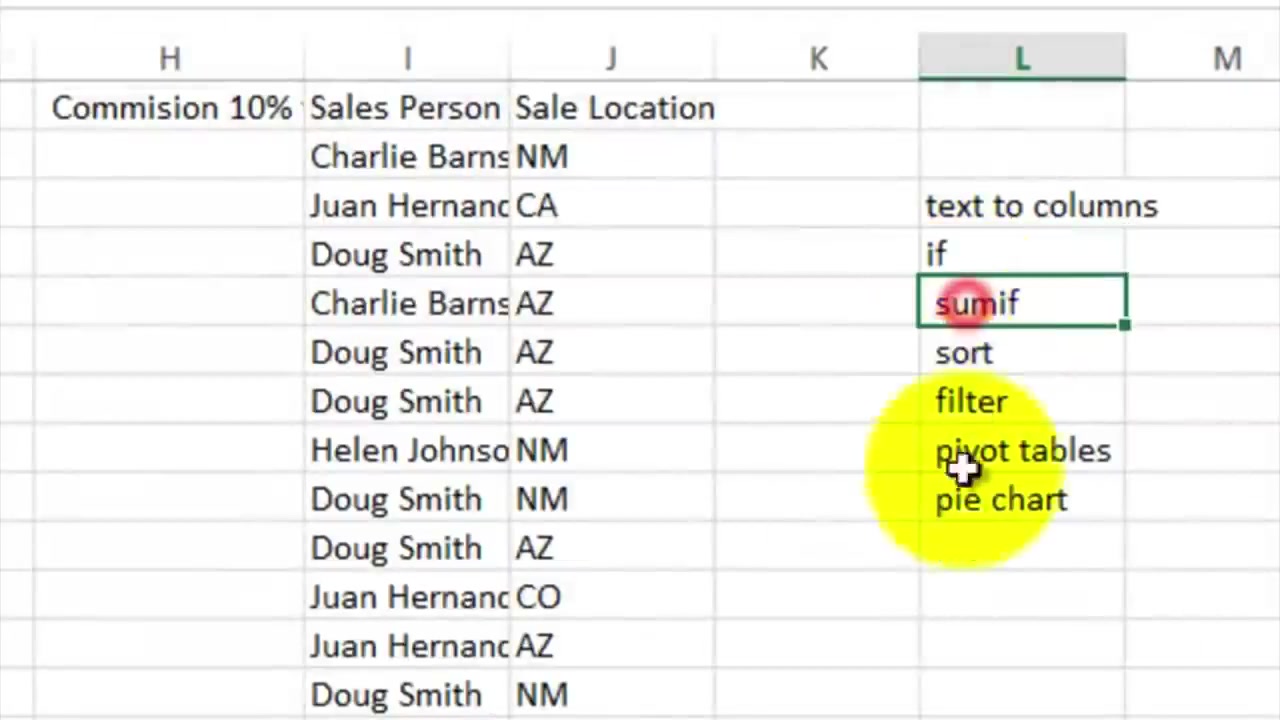 H I J K L M
Commision 10% Sales Person Sale Location
Charlie Barns NM
Juan Hernanc CA text to columns
Doug Smith AZ if
Charlie Barns AZ sumif
Doug Smith AZ sort
Doug Smith AZ filter
Helen Johnso NM pivot tables
Doug Smith NM pie chart
Doug Smith AZ
Juan Hernanc CO
Juan Hernanc AZ
Doug Smith NM